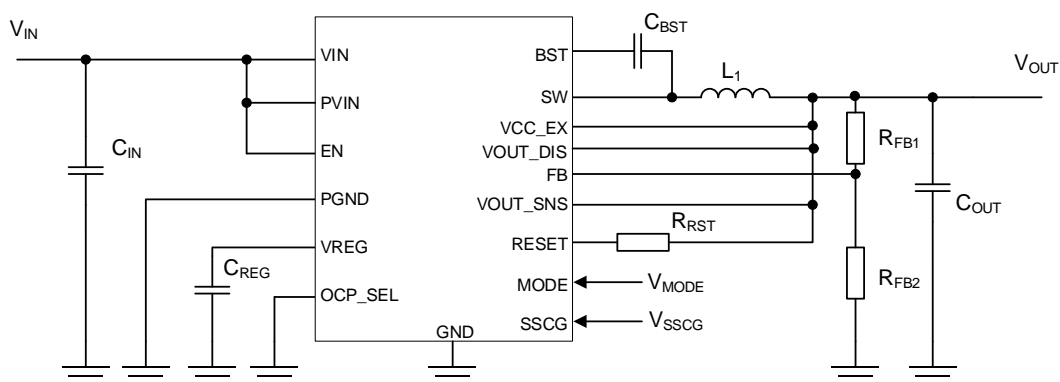 VIN
CIN
CREG
VIN
PVIN
EN
PGND
VREG
OCP_SEL
GND
BST
SW
VCC_EX
VOUT_DIS
FB
VOUT_SNS
RESET
MODE
SSCG
CBST
L1
VOUT
RFB1
COUT
RRST
RFB2
VMODE
VSSCG